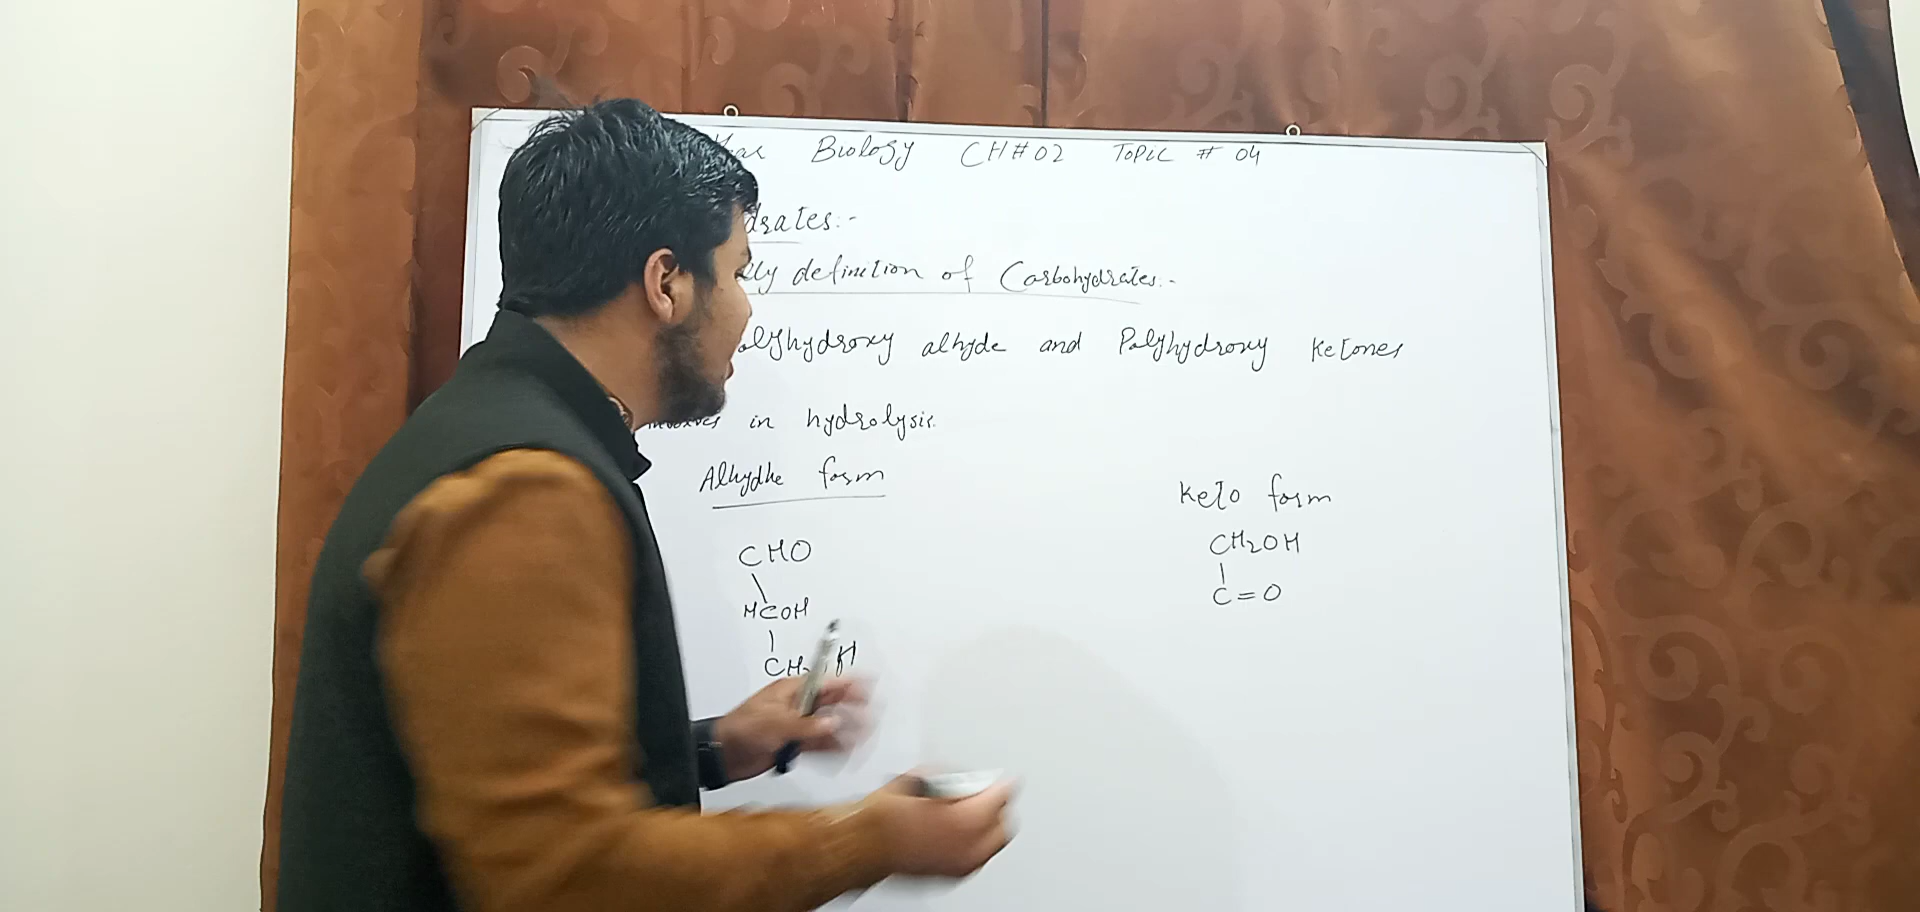 Biology CH#02 Topic # 04
drates:-
lly definition of Carbohydrates:-
olyhydroxy alhyde and Polyhydroxy Ketones
in hydrolysis.
Alhydhe form
Keto form
CHO
CH2OH
HCOH
C=O